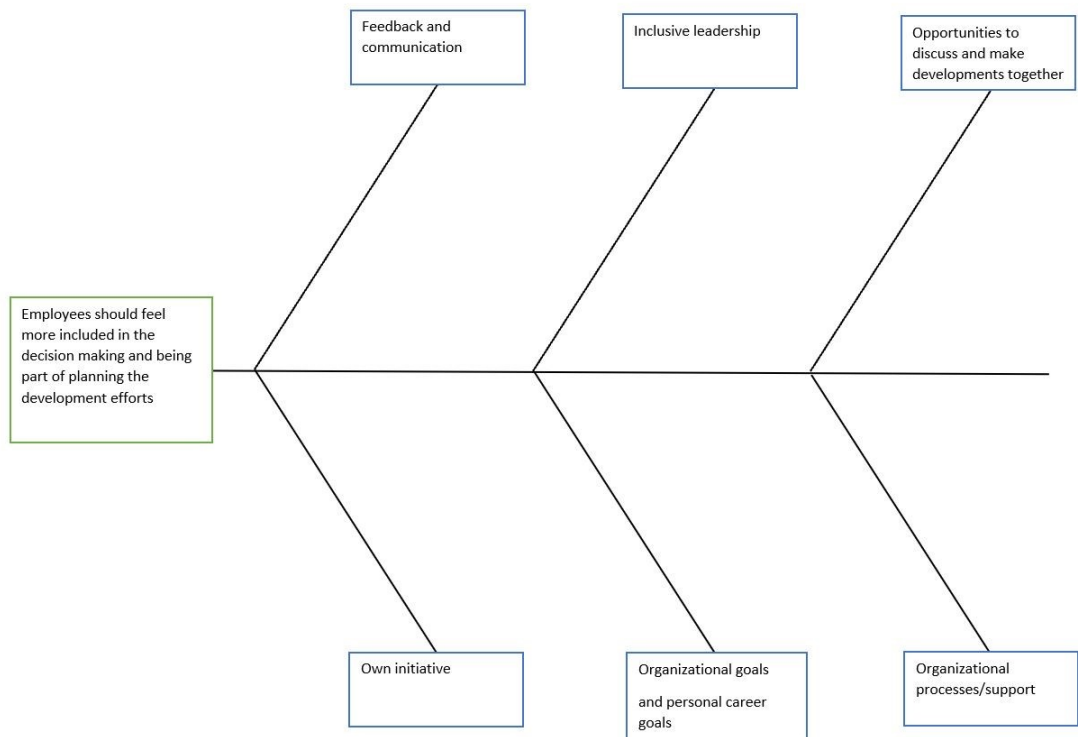 Feedback and
communication
Inclusive leadership
Opportunities to
discuss and make
developments together
Employees should feel
more included in the
decision making and being
part of planning the
development efforts
Own initiative
Organizational goals
and personal career
goals
Organizational
processes/support